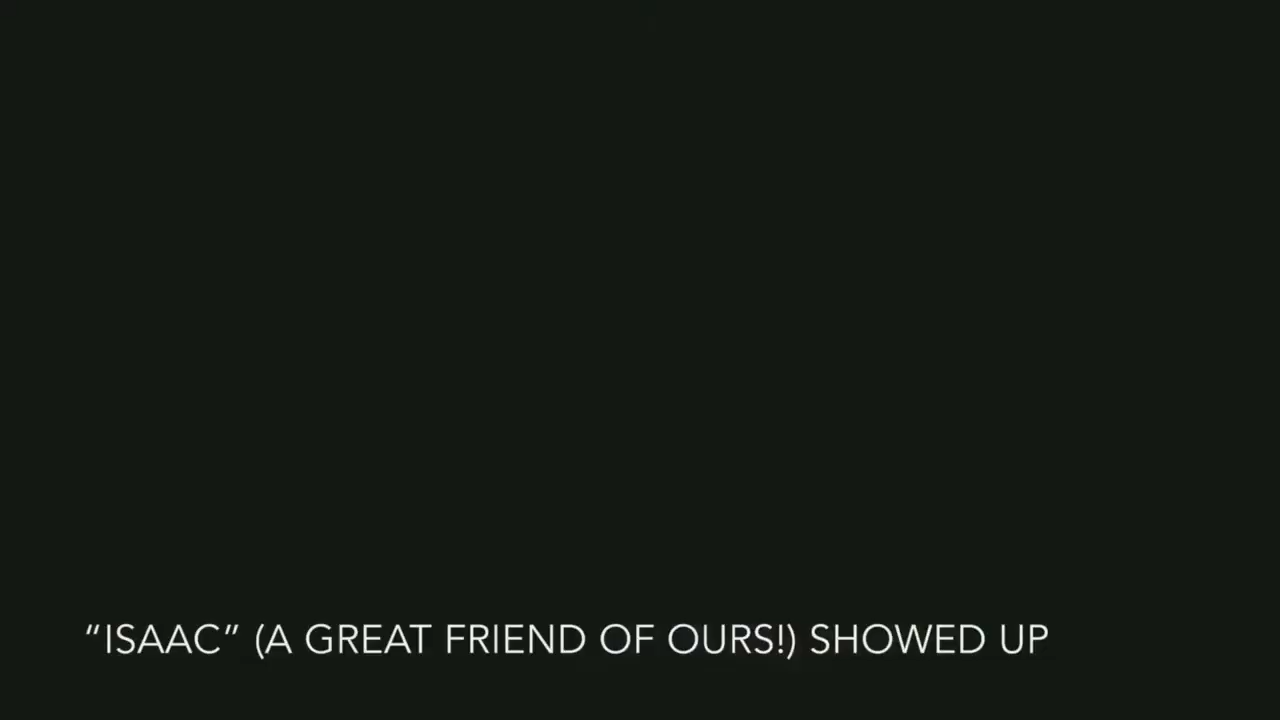 “ISAAC” (A GREAT FRIEND OF OURS!) SHOWED UP